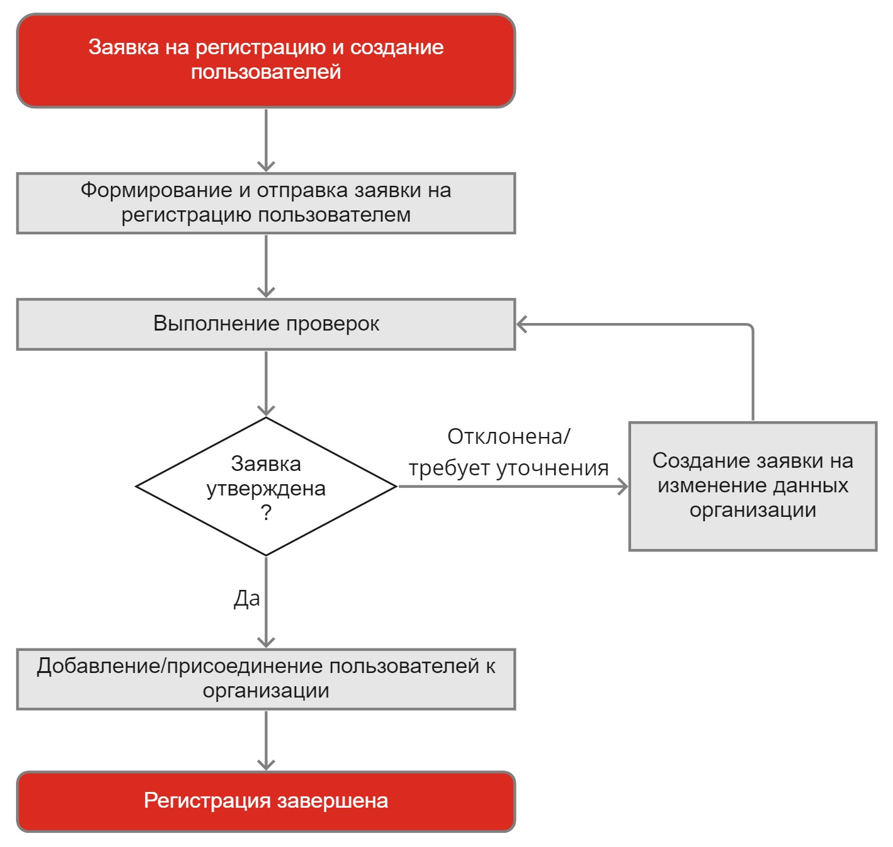 Заявка на регистрацию и создание
пользователей
Формирование и отправка заявки на
регистрацию пользователем
Выполнение проверок
Заявка
утверждена
?
Отклонена/
требует уточнения
Создание заявки на
изменение данных
организации
Да
Добавление/присоединение пользователей к
организации
Регистрация завершена